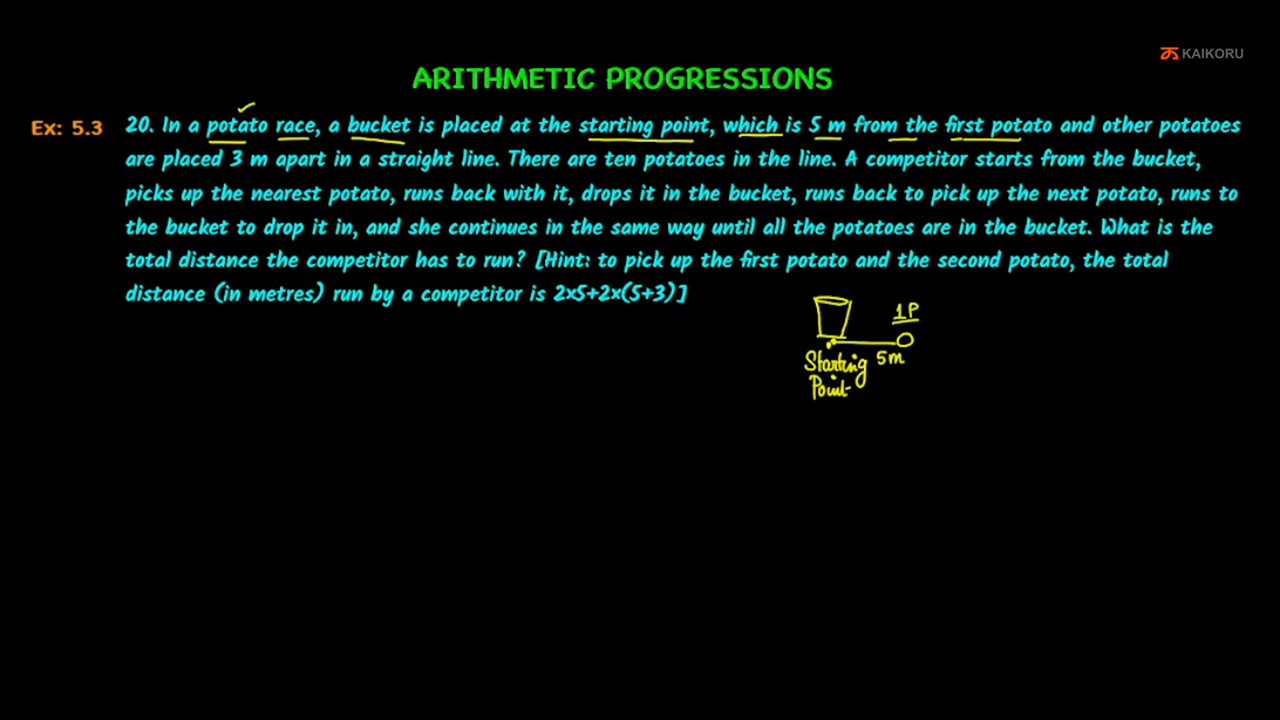 KAIKORU
ARITHMETIC PROGRESSIONS
Ex: 5.3
20. In a potato race, a bucket is placed at the starting point, which is 5 m from the first potato and other potatoes
are placed 3 m apart in a straight line. There are ten potatoes in the line. A competitor starts from the bucket,
picks up the nearest potato, runs back with it, drops it in the bucket, runs back to pick up the next potato, runs to
the bucket to drop it in, and she continues in the same way until all the potatoes are in the bucket. What is the
total distance the competitor has to run? [Hint: to pick up the first potato and the second potato, the total
distance (in metres) run by a competitor is 2x5+2x(5+3)]
1P
Starting 5m
Point